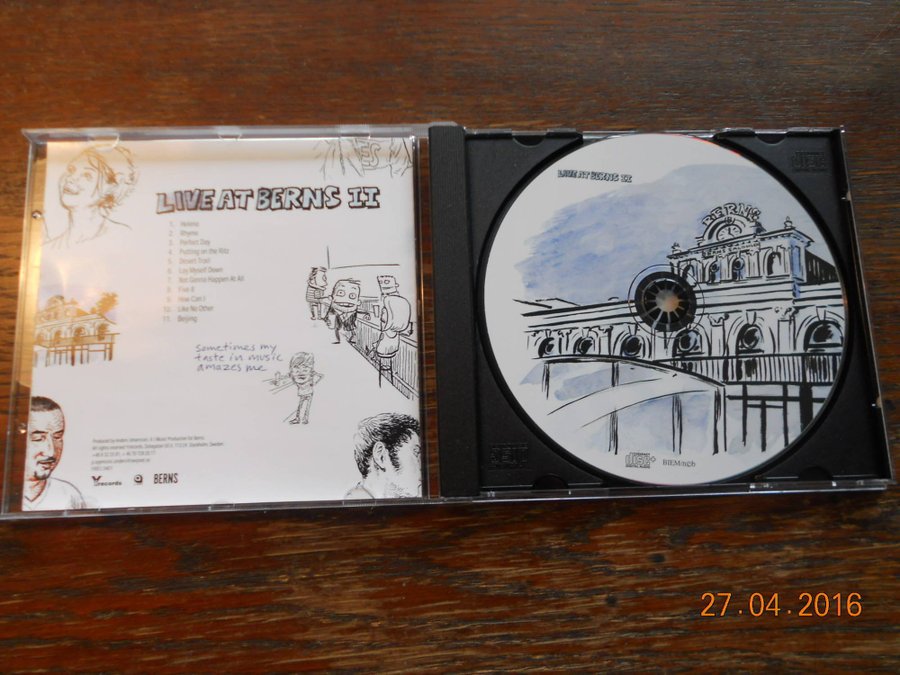 LIVE AT BERNS II
1. Helena
2. Rhyme
3. Perfect Day
4. Putting on the Ritz
5. Desert Trail
6. Lay Myself Down
7. Not Gonna Happen At All
8. Five 8
9. How Can I
10. Like No Other
11. Beijing
sometimes my
taste in music
amazes me
records
BERNS
LIVE AT BERNS II
BERNS
BIEM/n©b
27.04.2016